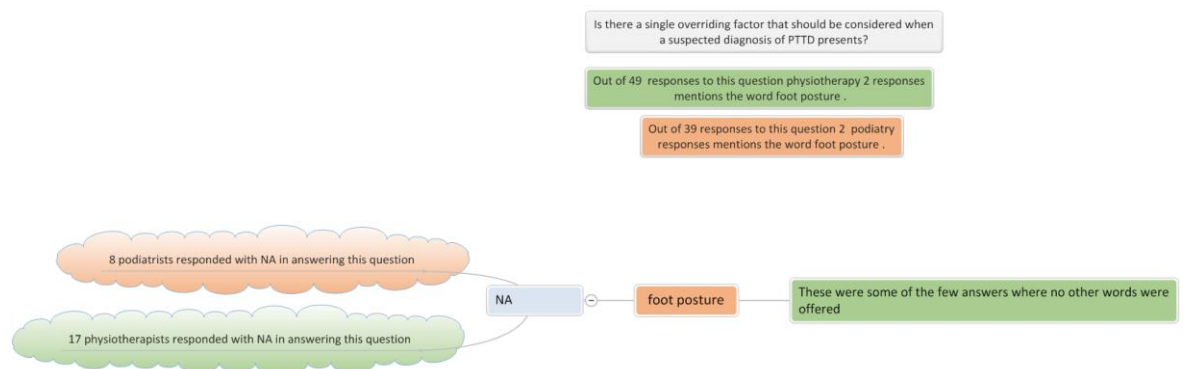 Is there a single overriding factor that should be considered when
a suspected diagnosis of PTTD presents?
Out of 49 responses to this question physiotherapy 2 responses
mentions the word foot posture .
Out of 39 responses to this question 2 podiatry
responses mentions the word foot posture .
8 podiatrists responded with NA in answering this question
NA
foot posture
These were some of the few answers where no other words were
offered
17 physiotherapists responded with NA in answering this question